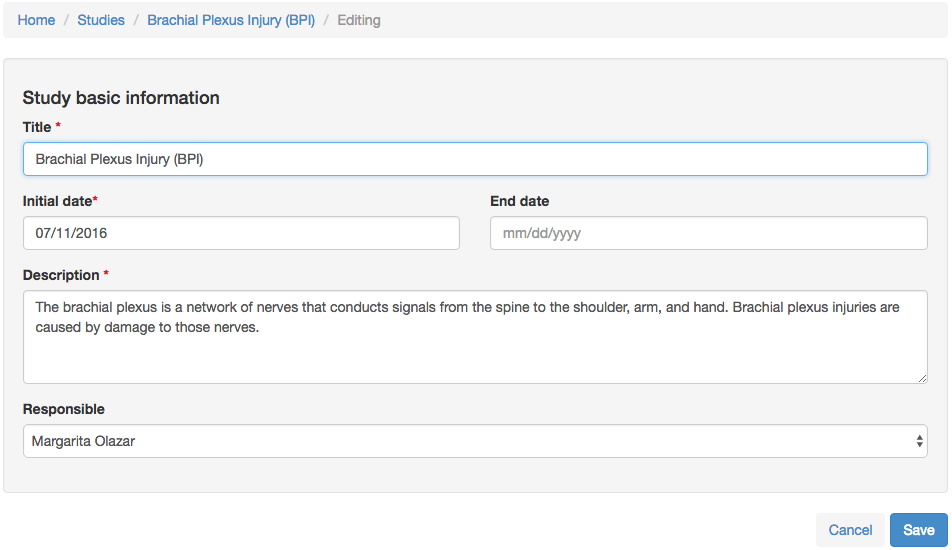 Home / Studies / Brachial Plexus Injury (BPI) / Editing
Study basic information
Title *
Brachial Plexus Injury (BPI)
Initial date* End date
07/11/2016 mm/dd/yyyy
Description *
The brachial plexus is a network of nerves that conducts signals from the spine to the shoulder, arm, and hand. Brachial plexus injuries are
caused by damage to those nerves.
Responsible
Margarita Olazar
Cancel Save